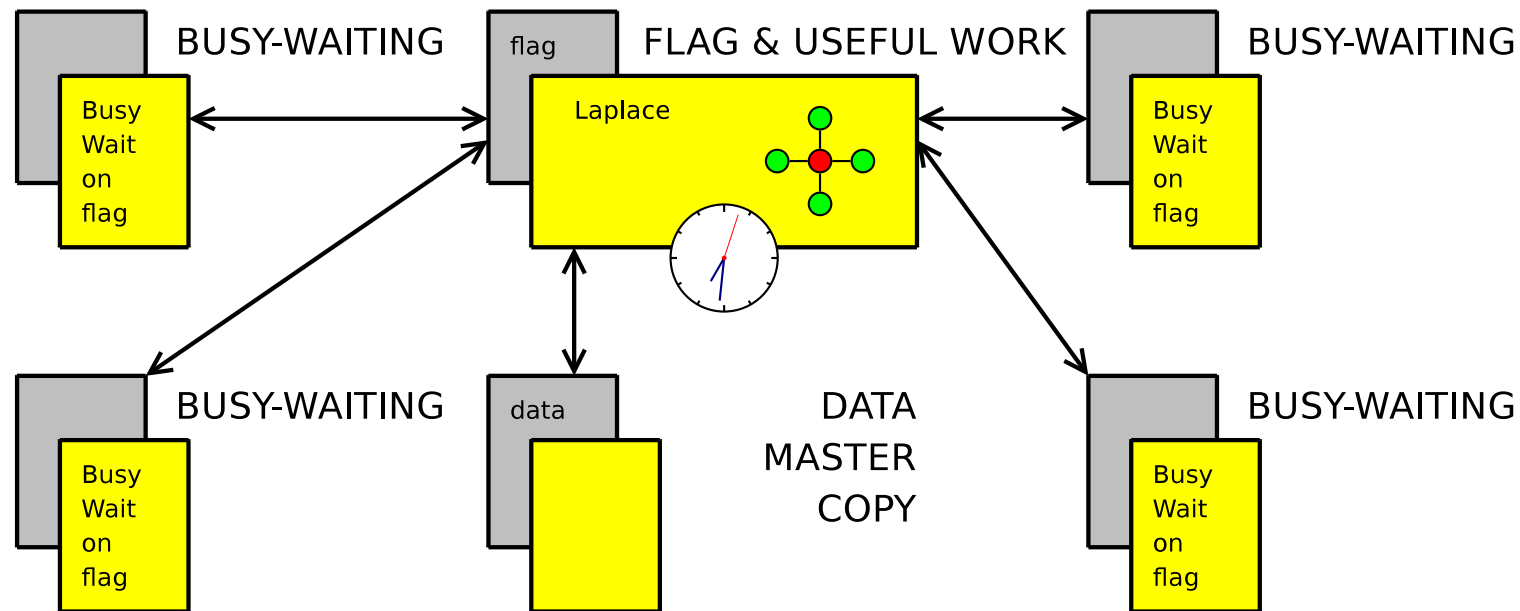 BUSY-WAITING
Busy
Wait
on
flag
flag
FLAG & USEFUL WORK
Laplace
BUSY-WAITING
Busy
Wait
on
flag
BUSY-WAITING
Busy
Wait
on
flag
data
DATA
MASTER
COPY
BUSY-WAITING
Busy
Wait
on
flag